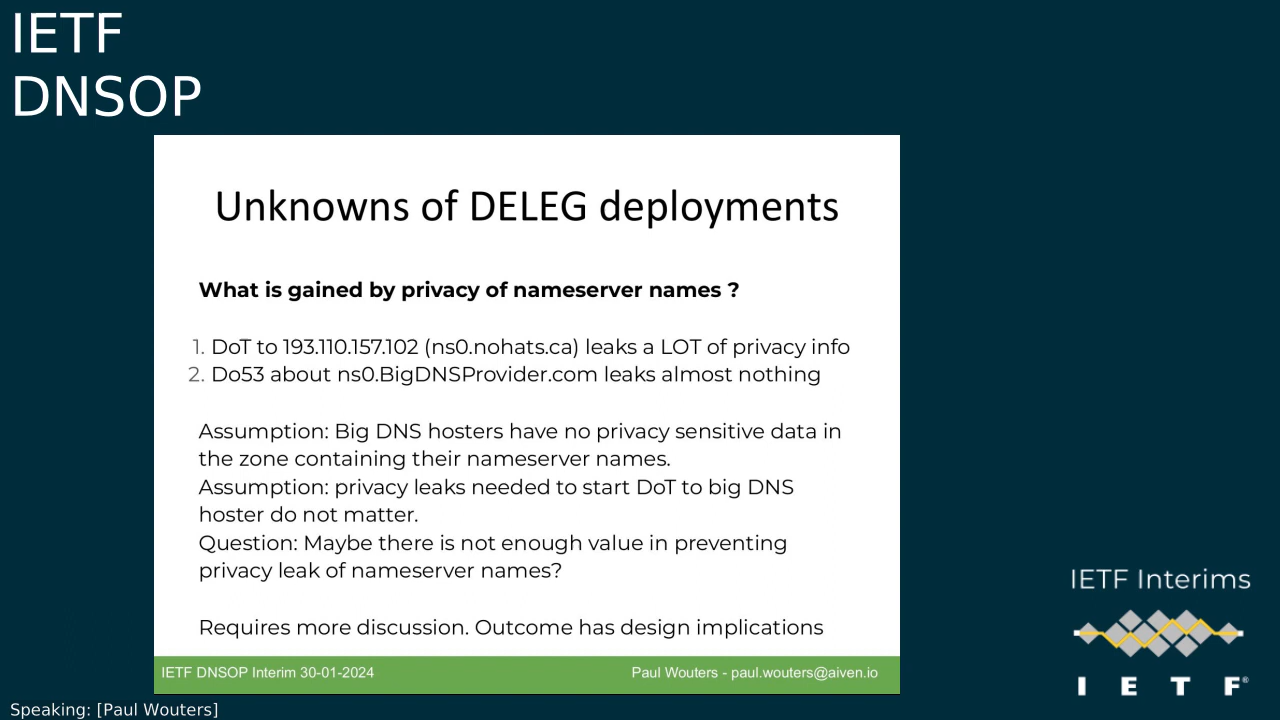 IETF
DNSOP
Unknowns of DELEG deployments
What is gained by privacy of nameserver names ?
1. DoT to 193.110.157.102 (ns0.nohats.ca) leaks a LOT of privacy info
2. Do53 about ns0.BigDNSProvider.com leaks almost nothing
Assumption: Big DNS hosters have no privacy sensitive data in
the zone containing their nameserver names.
Assumption: privacy leaks needed to start DoT to big DNS
hoster do not matter.
Question: Maybe there is not enough value in preventing
privacy leak of nameserver names?
Requires more discussion. Outcome has design implications
IETF DNSOP Interim 30-01-2024
Paul Wouters - paul.wouters@aiven.io
IETF Interims
I E T F®
Speaking: [Paul Wouters]